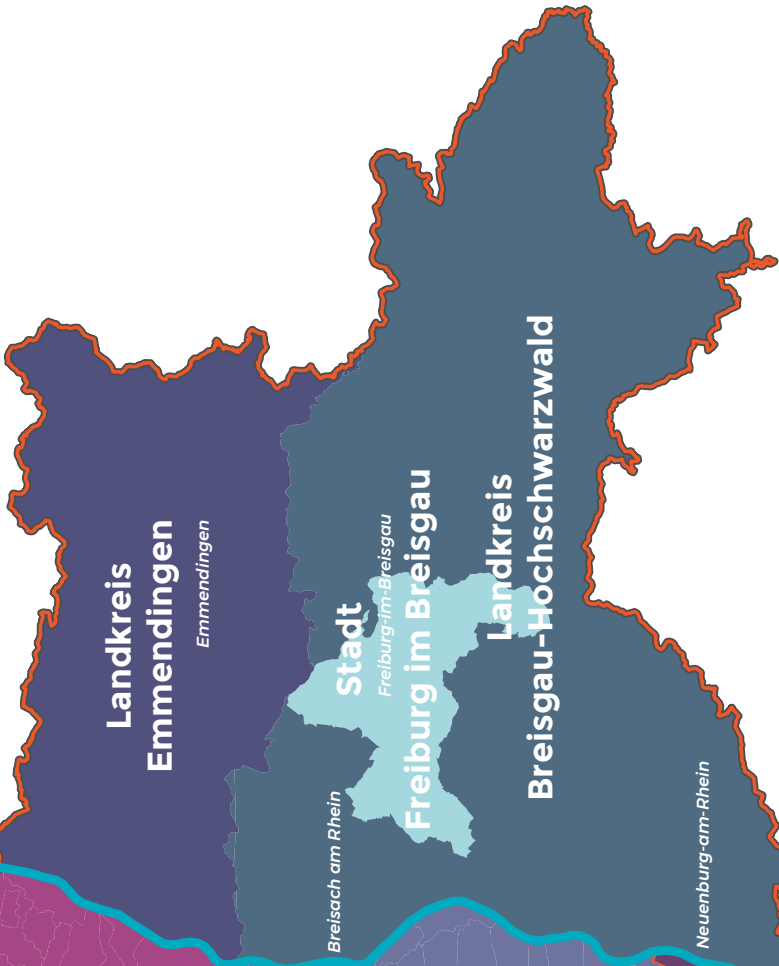 Landkreis
Emmendingen
Emmendingen
Stadt
Freiburg-im-Breisgau
Freiburg im Breisgau
Breisach am Rhein
Landkreis
Breisgau-Hochschwarzwald
Neuenburg-am-Rhein